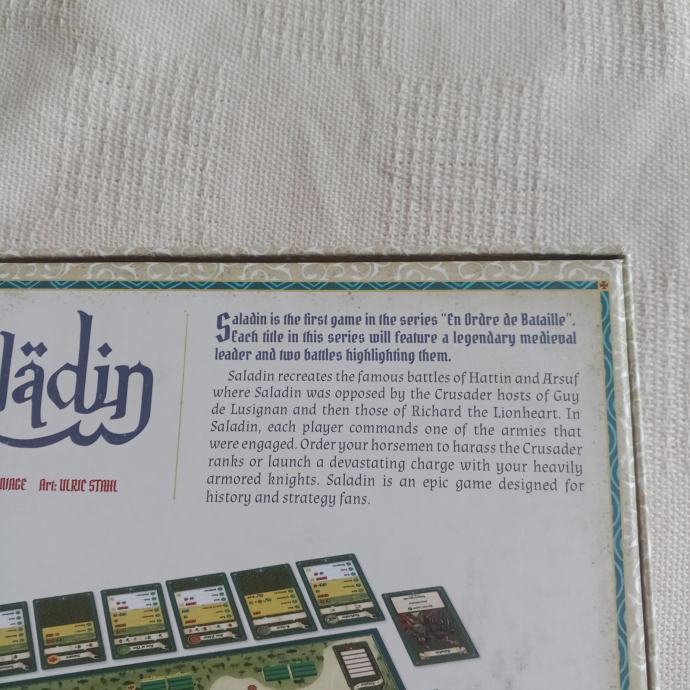 lädin
Art: ULRIC STAHL
Saladin is the first game in the series "En Ordre de Bataille".
Each title in this series will feature a legendary medieval
leader and two battles highlighting them.
Saladin recreates the famous battles of Hattin and Arsuf
where Saladin was opposed by the Crusader hosts of Guy
de Lusignan and then those of Richard the Lionheart. In
Saladin, each player commands one of the armies that
were engaged. Order your horsemen to harass the Crusader
ranks or launch a devastating charge with your heavily
armored knights. Saladin is an epic game designed for
history and strategy fans.